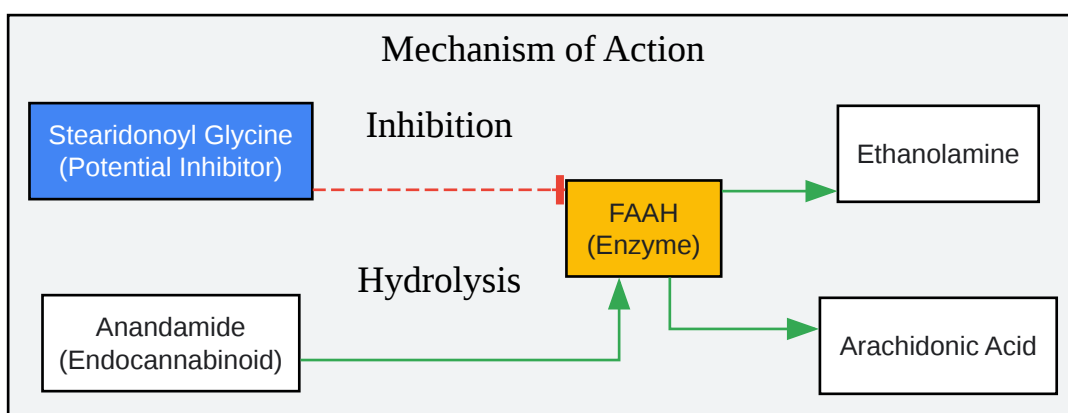 Mechanism of Action
Stearidonoyl Glycine
(Potential Inhibitor)
Inhibition
Ethanolamine
FAAH
(Enzyme)
Hydrolysis
Anandamide
(Endocannabinoid)
Arachidonic Acid